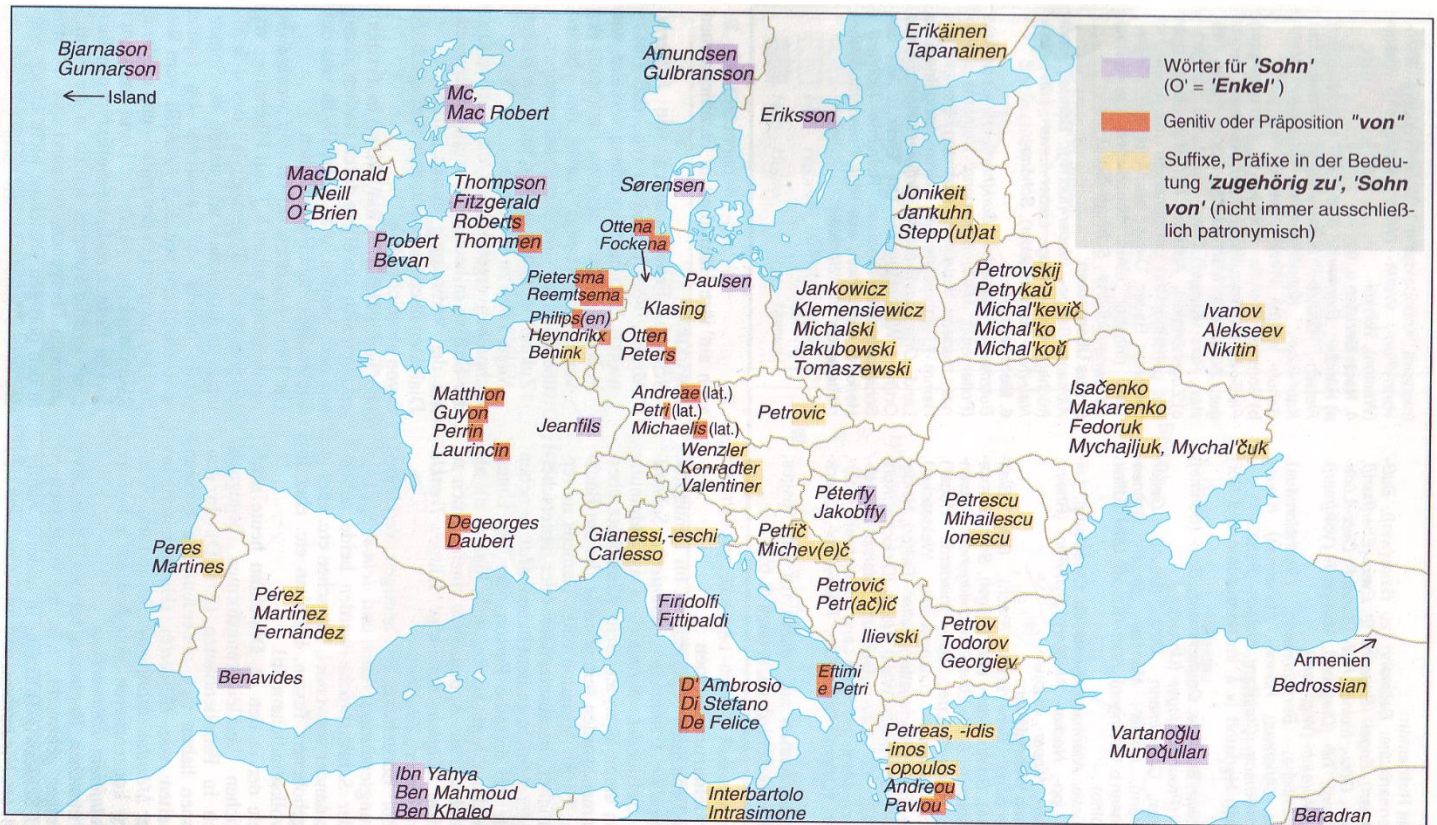 Bjarnason
Gunnarson
← Island
Mc,
Mac Robert
MacDonald
O' Neill
O' Brien
Thompson
Fitzgerald
Roberts
Thommen
Probert
Bevan
Amundsen
Gulbransson
Eriksson
Erikäinen
Tapanainen
Sørensen
Ottena
Fockena
Paulsen
Pietersma
Reemtsema
Klasing
Philips(en)
Heyndrikx
Benink
Otten
Peters
Matthion
Guyon
Perrin
Laurincin
Jeanfils
Andreae (lat.)
Petri (lat.)
Michaelis (lat.)
Wenzler
Konradter
Valentiner
Degeorges
Daubert
Jonikeit
Jankuhn
Stepp(ut)at
Jankowicz
Klemensiewicz
Michalski
Jakubowski
Tomaszewski
Petrovskij
Petrykaŭ
Michal'kevič
Michal'ko
Michal'koŭ
Ivanov
Alekseev
Nikitin
Isačenko
Makarenko
Fedoruk
Mychajljuk, Mychal'čuk
Petrovic
Péterfy
Jakobffy
Petrescu
Mihailescu
Ionescu
Gianessi,-eschi
Carlesso
Petrič
Michev(e)č
Petrović
Petr(ač)ić
Ilievski
Petrov
Todorov
Georgiev
Peres
Martines
Pérez
Martínez
Fernández
Benavides
Firidolfi
Fittipaldi
D' Ambrosio
Di Stefano
De Felice
Eftimi
e Petri
Petreas, -idis
-inos
-opoulos
Andreou
Pavlou
Armenien
Bedrossian
Vartanoğlu
Munoğulları
Ibn Yahya
Ben Mahmoud
Ben Khaled
Interbartolo
Intrasimone
Baradran
Wörter für 'Sohn'
(O' = 'Enkel' )
Genitiv oder Präposition "von"
Suffixe, Präfixe in der Bedeu-
tung 'zugehörig zu', 'Sohn
von' (nicht immer ausschließ-
lich patronymisch)